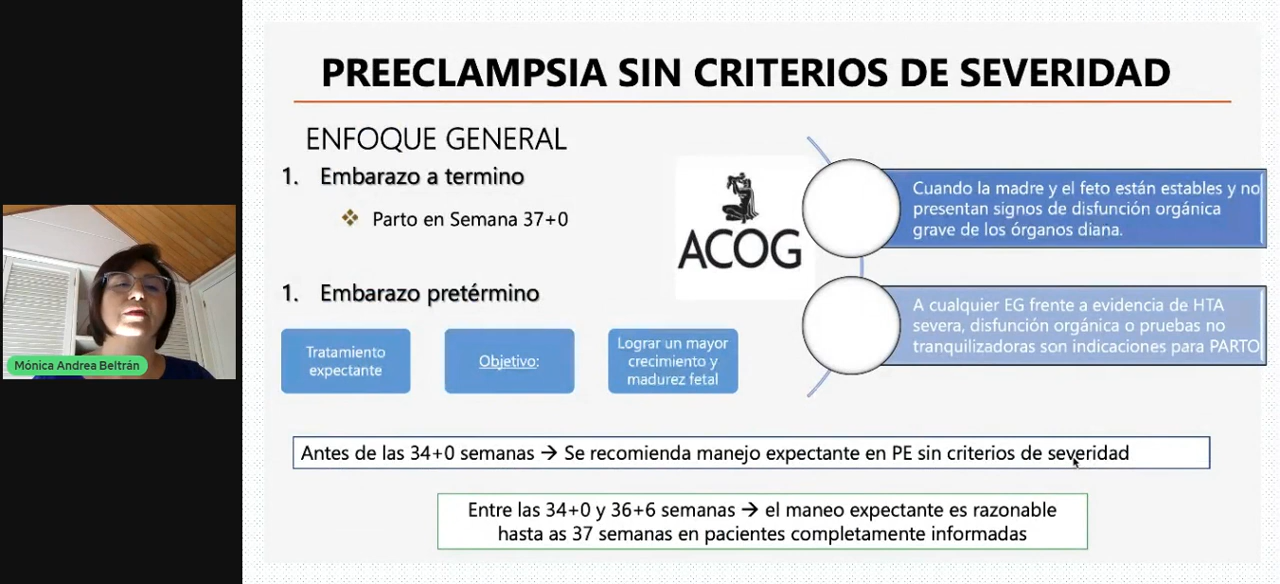 PREECLAMPSIA SIN CRITERIOS DE SEVERIDAD
ENFOQUE GENERAL
1. Embarazo a termino
Parto en Semana 37+0
1. Embarazo pretérmino
Tratamiento
expectante
Objetivo:
Lograr un mayor
crecimiento y
madurez fetal
ACOG
Cuando la madre y el feto están estables y no
presentan signos de disfunción orgánica
grave de los órganos diana.
A cualquier EG frente a evidencia de HTA
severa, disfunción orgánica o pruebas no
tranquilizadoras son indicaciones para PARTO
Antes de las 34+0 semanas → Se recomienda manejo expectante en PE sin criterios de severidad
Entre las 34+0 y 36+6 semanas → el maneo expectante es razonable
hasta as 37 semanas en pacientes completamente informadas
Mónica Andrea Beltrán